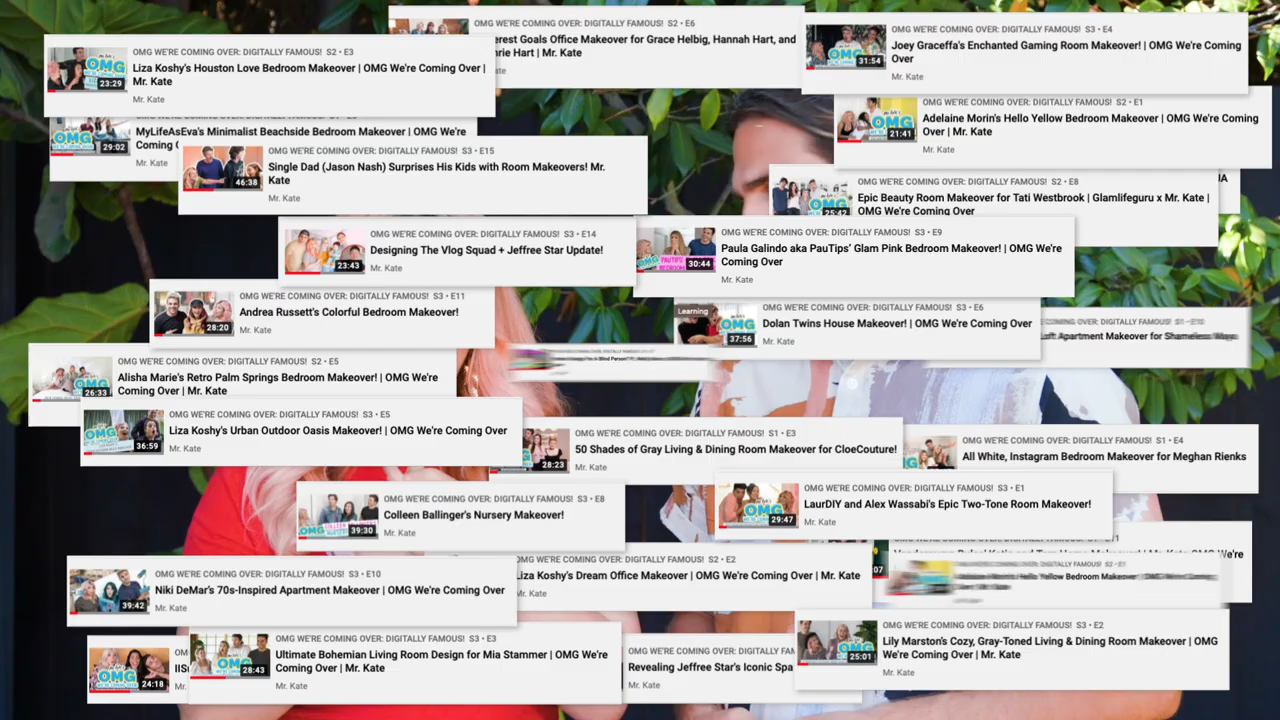 OMG WE'RE COMING OVER: DIGITALLY FAMOUS! S2 • E6
erest Goals Office Makeover for Grace Helbig, Hannah Hart, and
rie Hart | Mr. Kate
OMG WE'RE COMING OVER: DIGITALLY FAMOUS! S3 • E4
Joey Graceffa's Enchanted Gaming Room Makeover! | OMG We're Coming
Over
Mr. Kate
31:54
OMG WE'RE COMING OVER: DIGITALLY FAMOUS! S2 • E3
Liza Koshy's Houston Love Bedroom Makeover | OMG We're Coming Over |
Mr. Kate
Mr. Kate
23:29
OMG WE'RE COMING OVER: DIGITALLY FAMOUS! S2 • E1
Adelaine Morin's Hello Yellow Bedroom Makeover | OMG We're Coming
Over | Mr. Kate
Mr. Kate
21:41
MyLifeAsEva's Minimalist Beachside Bedroom Makeover | OMG We're
Coming
Mr. Kate
29:02
OMG WE'RE COMING OVER: DIGITALLY FAMOUS! S3 • E15
Single Dad (Jason Nash) Surprises His Kids with Room Makeovers! Mr.
Kate
Mr. Kate
46:38
OMG WE'RE COMING OVER: DIGITALLY FAMOUS! S2 • E8
Epic Beauty Room Makeover for Tati Westbrook | Glamlifeguru x Mr. Kate |
OMG We're Coming Over
25:42
OMG WE'RE COMING OVER: DIGITALLY FAMOUS! S3 • E14
Designing The Vlog Squad + Jeffree Star Update!
Mr. Kate
23:43
OMG WE'RE COMING OVER: DIGITALLY FAMOUS! S3 • E9
Paula Galindo aka PauTips' Glam Pink Bedroom Makeover! | OMG We're
Coming Over
Mr. Kate
30:44
OMG WE'RE COMING OVER: DIGITALLY FAMOUS! S3 • E11
Andrea Russett's Colorful Bedroom Makeover!
Mr. Kate
28:20
OMG WE'RE COMING OVER: DIGITALLY FAMOUS! S3 • E6
Dolan Twins House Makeover! | OMG We're Coming Over
Mr. Kate
Learning
37:56
Loft Apartment Makeover for Shameless Maya
OMG WE'RE COMING OVER: DIGITALLY FAMOUS! S2 • E5
Alisha Marie's Retro Palm Springs Bedroom Makeover! | OMG We're
Coming Over | Mr. Kate
26:33
OMG WE'RE COMING OVER: DIGITALLY FAMOUS! S3 • E5
Liza Koshy's Urban Outdoor Oasis Makeover! | OMG We're Coming Over
Mr. Kate
36:59
OMG WE'RE COMING OVER: DIGITALLY FAMOUS! S1 • E3
50 Shades of Gray Living & Dining Room Makeover for CloeCouture!
Mr. Kate
28:23
OMG WE'RE COMING OVER: DIGITALLY FAMOUS! S1 • E4
All White, Instagram Bedroom Makeover for Meghan Rienks
OMG WE'RE COMING OVER: DIGITALLY FAMOUS! S3 • E8
Colleen Ballinger's Nursery Makeover!
Mr. Kate
39:30
OMG WE'RE COMING OVER: DIGITALLY FAMOUS! S3 • E1
LaurDIY and Alex Wassabi's Epic Two-Tone Room Makeover!
Mr. Kate
29:47
OMG WE'RE COMING OVER: DIGITALLY FAMOUS! S2 • E2
Liza Koshy's Dream Office Makeover | OMG We're Coming Over | Mr. Kate
:07
Hello Yellow Bedroom Makeover
OMG WE'RE COMING OVER: DIGITALLY FAMOUS! S3 • E10
Niki DeMar's 70s-Inspired Apartment Makeover | OMG We're Coming Over
Mr. Kate
39:42
OMG WE'RE COMING OVER: DIGITALLY FAMOUS! S3 • E3
Ultimate Bohemian Living Room Design for Mia Stammer | OMG We're
Coming Over | Mr. Kate
Mr. Kate
28:43
OM
IISu
Mr.
24:18
OMG WE'RE COMING OVER: DIGITALLY FAM
Revealing Jeffree Star's Iconic Spa
Mr. Kate
OMG WE'RE COMING OVER: DIGITALLY FAMOUS! S3 • E2
Lily Marston's Cozy, Gray-Toned Living & Dining Room Makeover | OMG
We're Coming Over | Mr. Kate
Mr. Kate
25:01